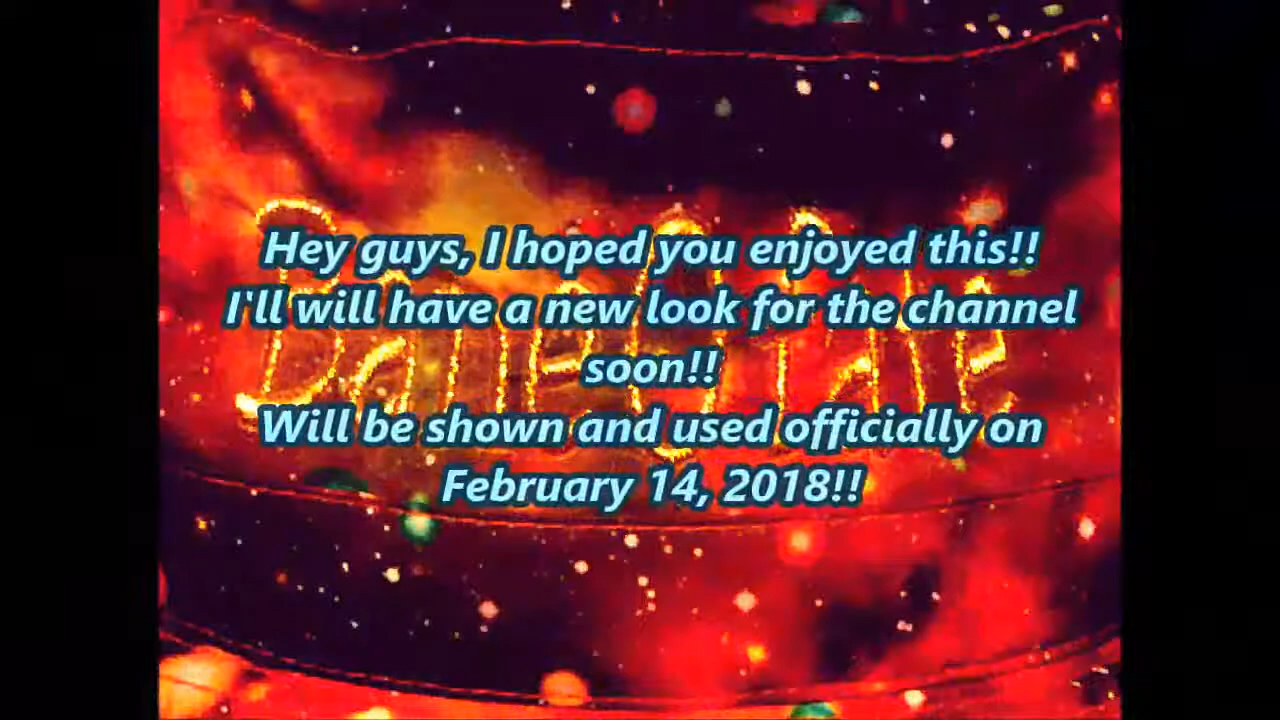 Hey guys, I hoped you enjoyed this!!
I'll will have a new look for the channel
soon!!
Will be shown and used officially on
February 14, 2018!!